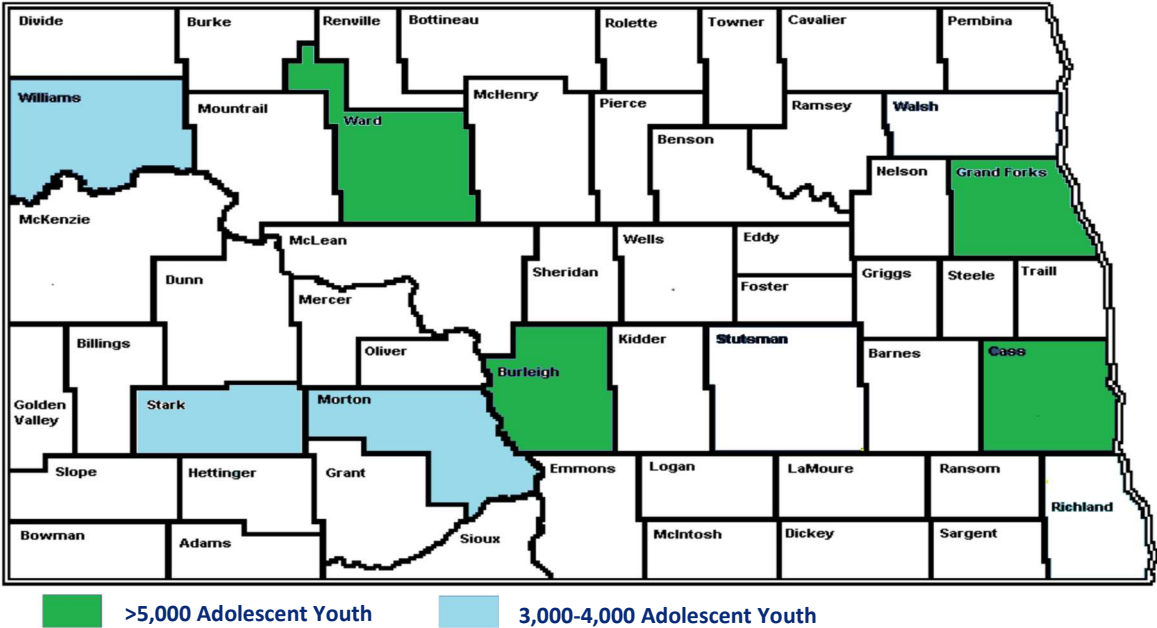 Divide
Burke
Renville
Bottineau
Rolette
Towner
Cavalier
Pembina
Williams
Mountrail
Ward
McHenry
Pierce
Benson
Ramsey
Walsh
Nelson
Grand Forks
McKenzie
McLean
Dunn
Mercer
Oliver
Sheridan
Wells
Eddy
Foster
Griggs
Steele
Traill
Billings
Golden
Valley
Stark
Morton
Burleigh
Kidder
Stutsman
Barnes
Cass
Slope
Hettinger
Grant
Emmons
Logan
LaMoure
Ransom
Richland
Bowman
Adams
Sioux
McIntosh
Dickey
Sargent
>5,000 Adolescent Youth
3,000-4,000 Adolescent Youth